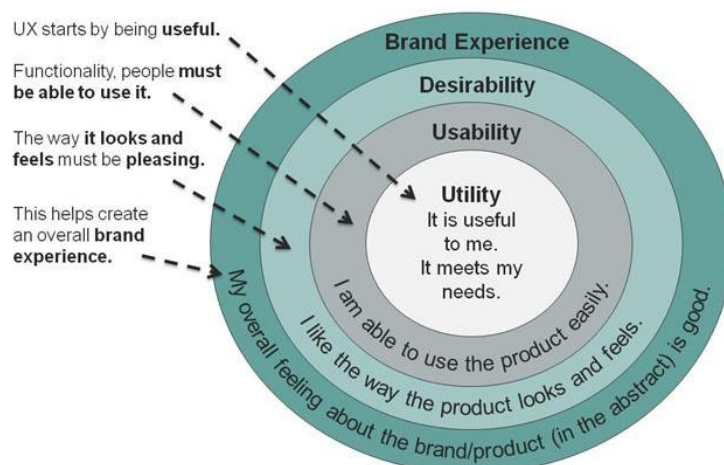 UX starts by being useful.
Functionality, people must
be able to use it.
The way it looks and
feels must be pleasing.
This helps create
an overall brand
experience.
Brand Experience
Desirability
Usability
Utility
It is useful
to me.
It meets my
needs.
I am able to use the product easily.
I like the way the product looks and feels.
My overall feeling about the brand/product (in the abstract) is good.